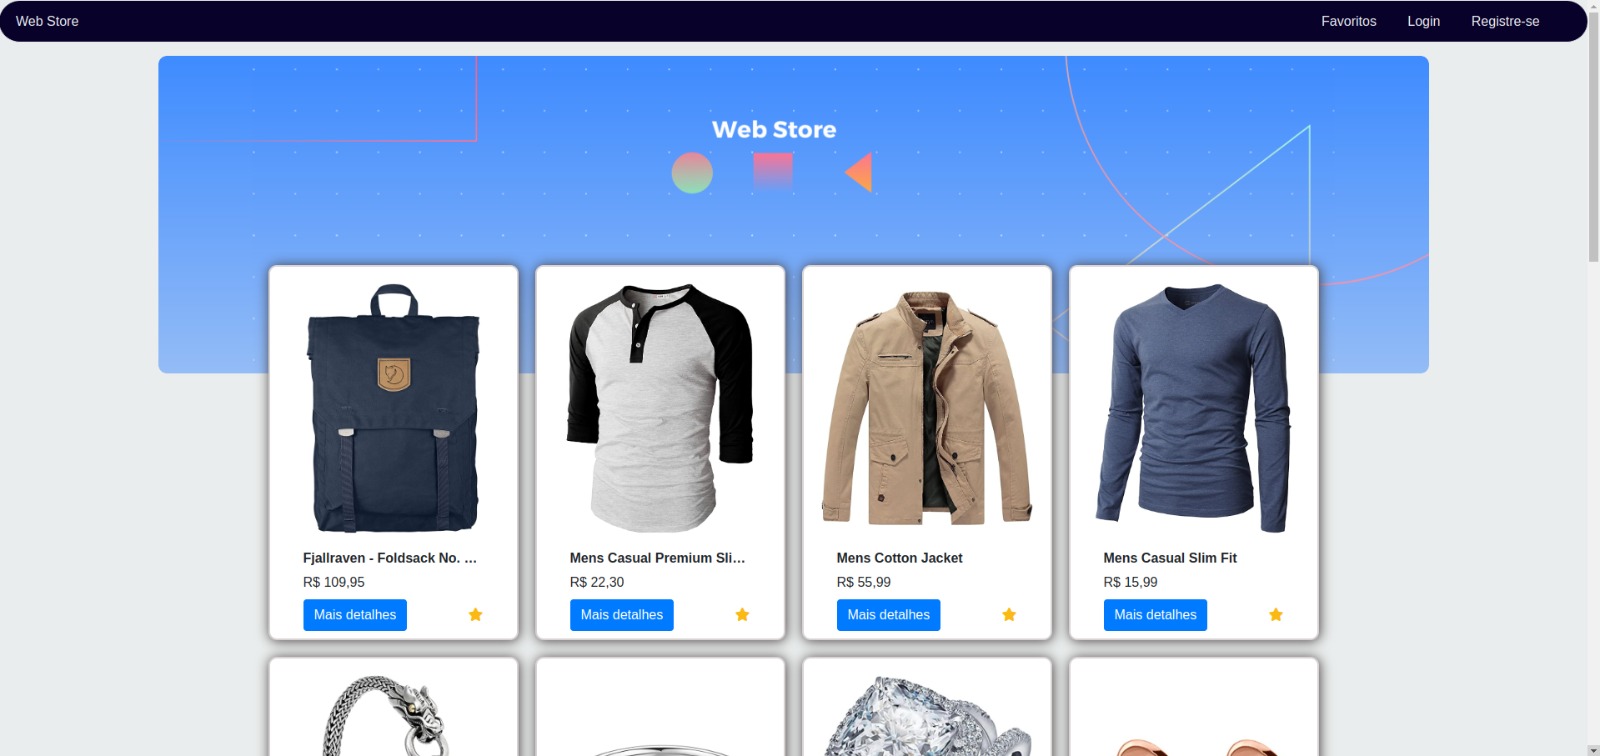 Web Store
Favoritos Login Registre-se
Web Store
Fjallraven - Foldsack No. ...
R$ 109,95
Mais detalhes
Mens Casual Premium Sli...
R$ 22,30
Mais detalhes
Mens Cotton Jacket
R$ 55,99
Mais detalhes
Mens Casual Slim Fit
R$ 15,99
Mais detalhes